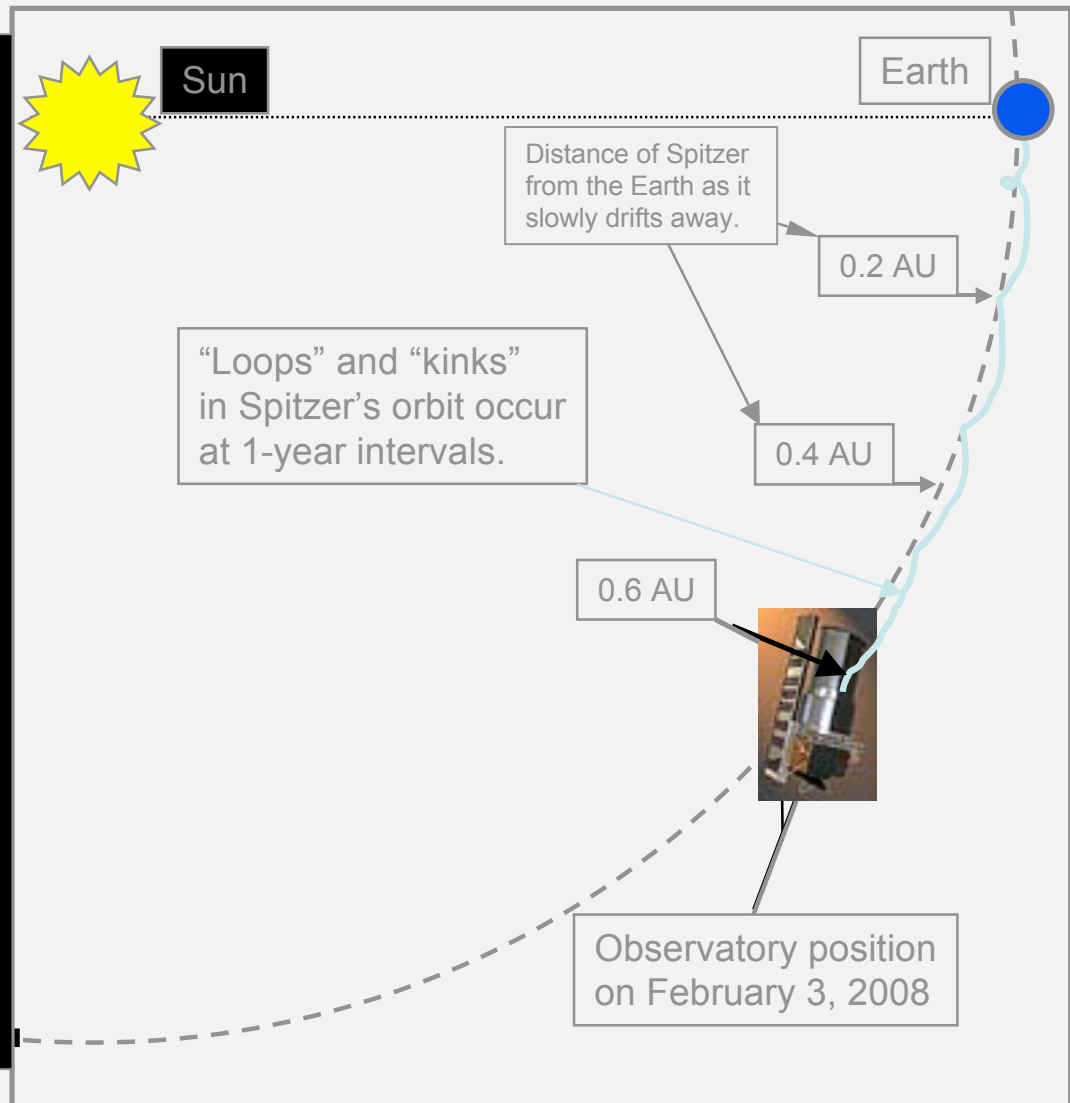 Sun
Earth
Distance of Spitzer
from the Earth as it
slowly drifts away.
0.2 AU
“Loops” and “kinks”
in Spitzer’s orbit occur
at 1-year intervals.
0.4 AU
0.6 AU
Observatory position
on February 3, 2008